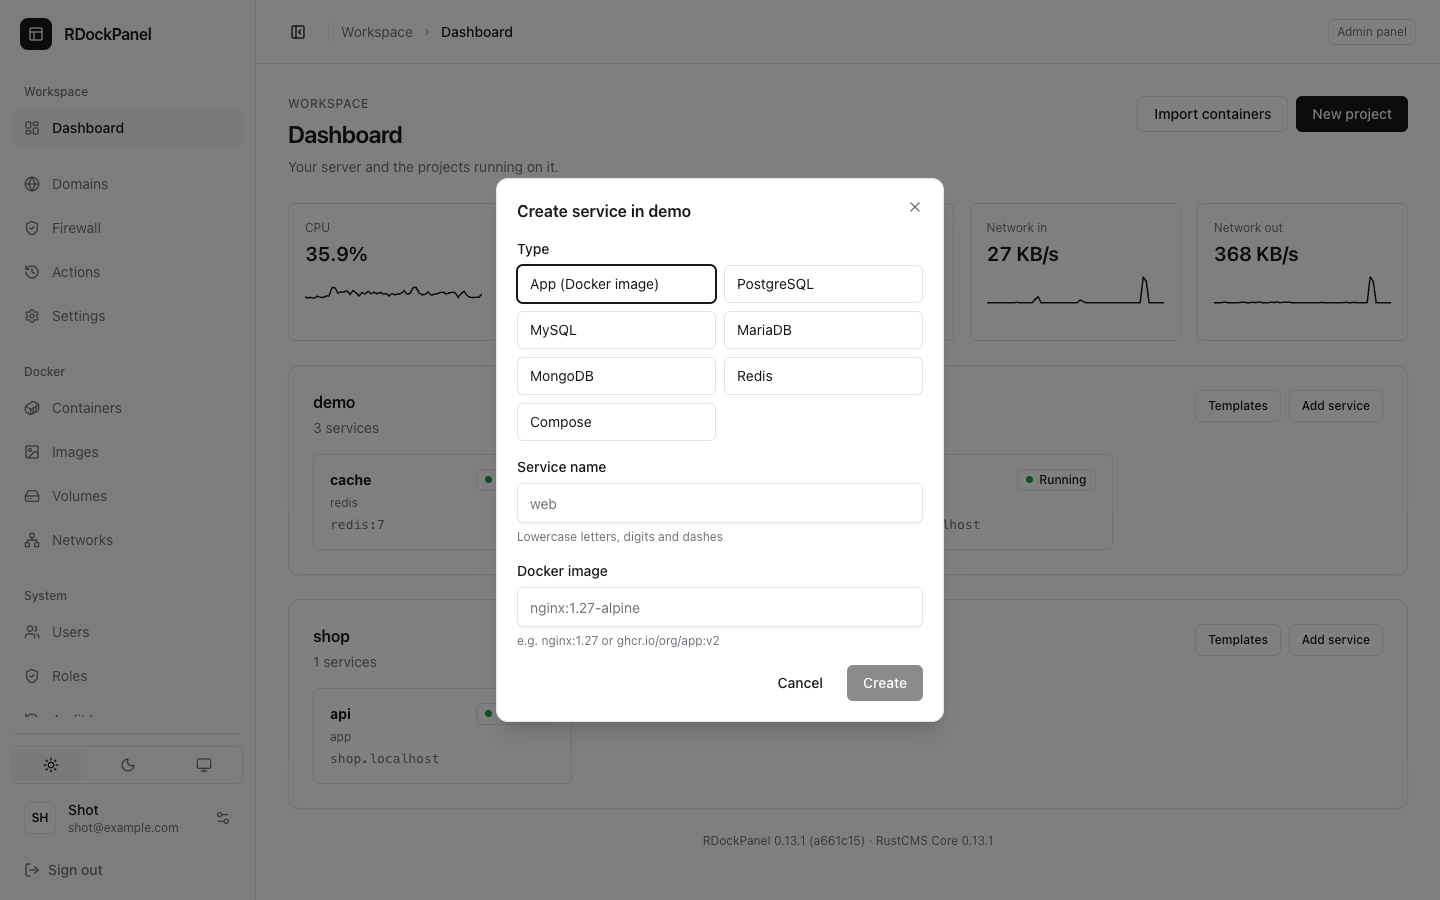 RDockPanel
Workspace
Dashboard
Domains
Firewall
Actions
Settings
Docker
Containers
Images
Volumes
Networks
System
Users
Roles
SH
Shot
shot@example.com
Sign out
Workspace > Dashboard
Admin panel
WORKSPACE
Dashboard
Your server and the projects running on it.
Import containers
New project
CPU
35.9%
Network in
27 KB/s
Network out
368 KB/s
demo
3 services
Templates
Add service
cache
redis
redis:7
Running
shop
1 services
Templates
Add service
api
app
shop.localhost
Create service in demo
Type
App (Docker image)
PostgreSQL
MySQL
MariaDB
MongoDB
Redis
Compose
Service name
web
Lowercase letters, digits and dashes
Docker image
nginx:1.27-alpine
e.g. nginx:1.27 or ghcr.io/org/app:v2
Cancel
Create
RDockPanel 0.13.1 (a661c15) · RustCMS Core 0.13.1